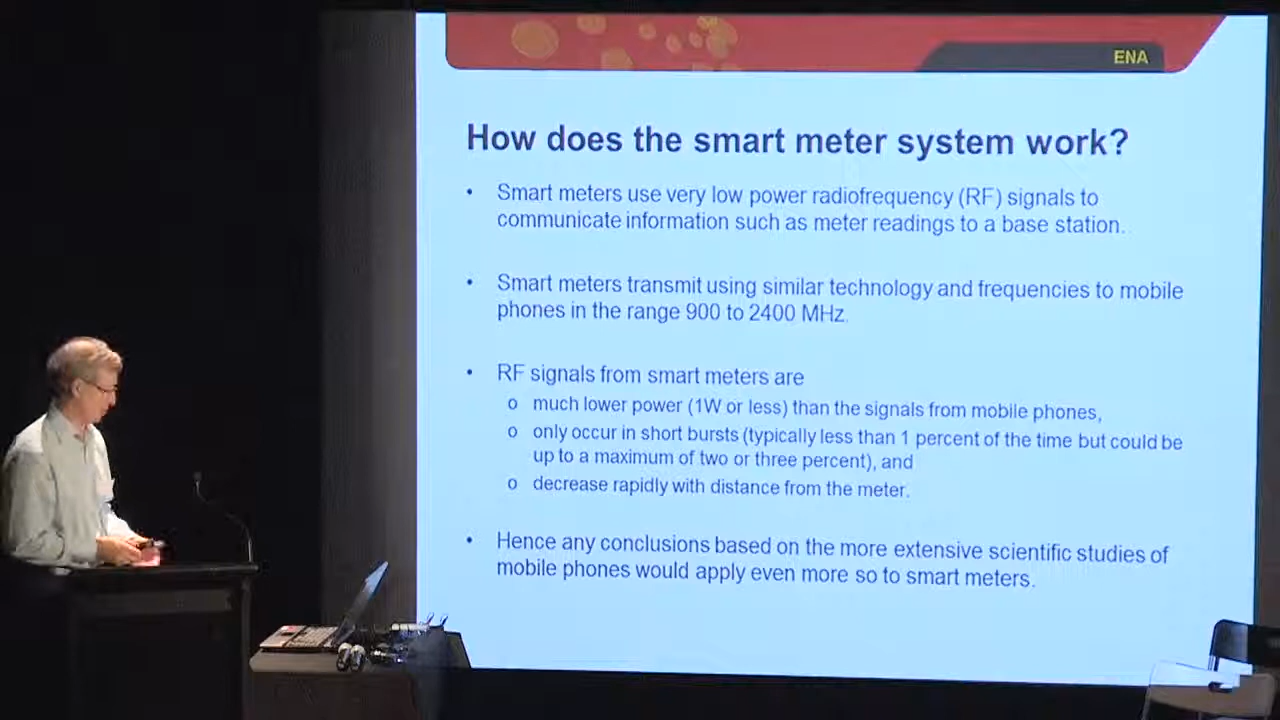 ENA
How does the smart meter system work?
• Smart meters use very low power radiofrequency (RF) signals to
communicate information such as meter readings to a base station.
• Smart meters transmit using similar technology and frequencies to mobile
phones in the range 900 to 2400 MHz.
• RF signals from smart meters are
o much lower power (1W or less) than the signals from mobile phones,
o only occur in short bursts (typically less than 1 percent of the time but could be
up to a maximum of two or three percent), and
o decrease rapidly with distance from the meter.
• Hence any conclusions based on the more extensive scientific studies of
mobile phones would apply even more so to smart meters.